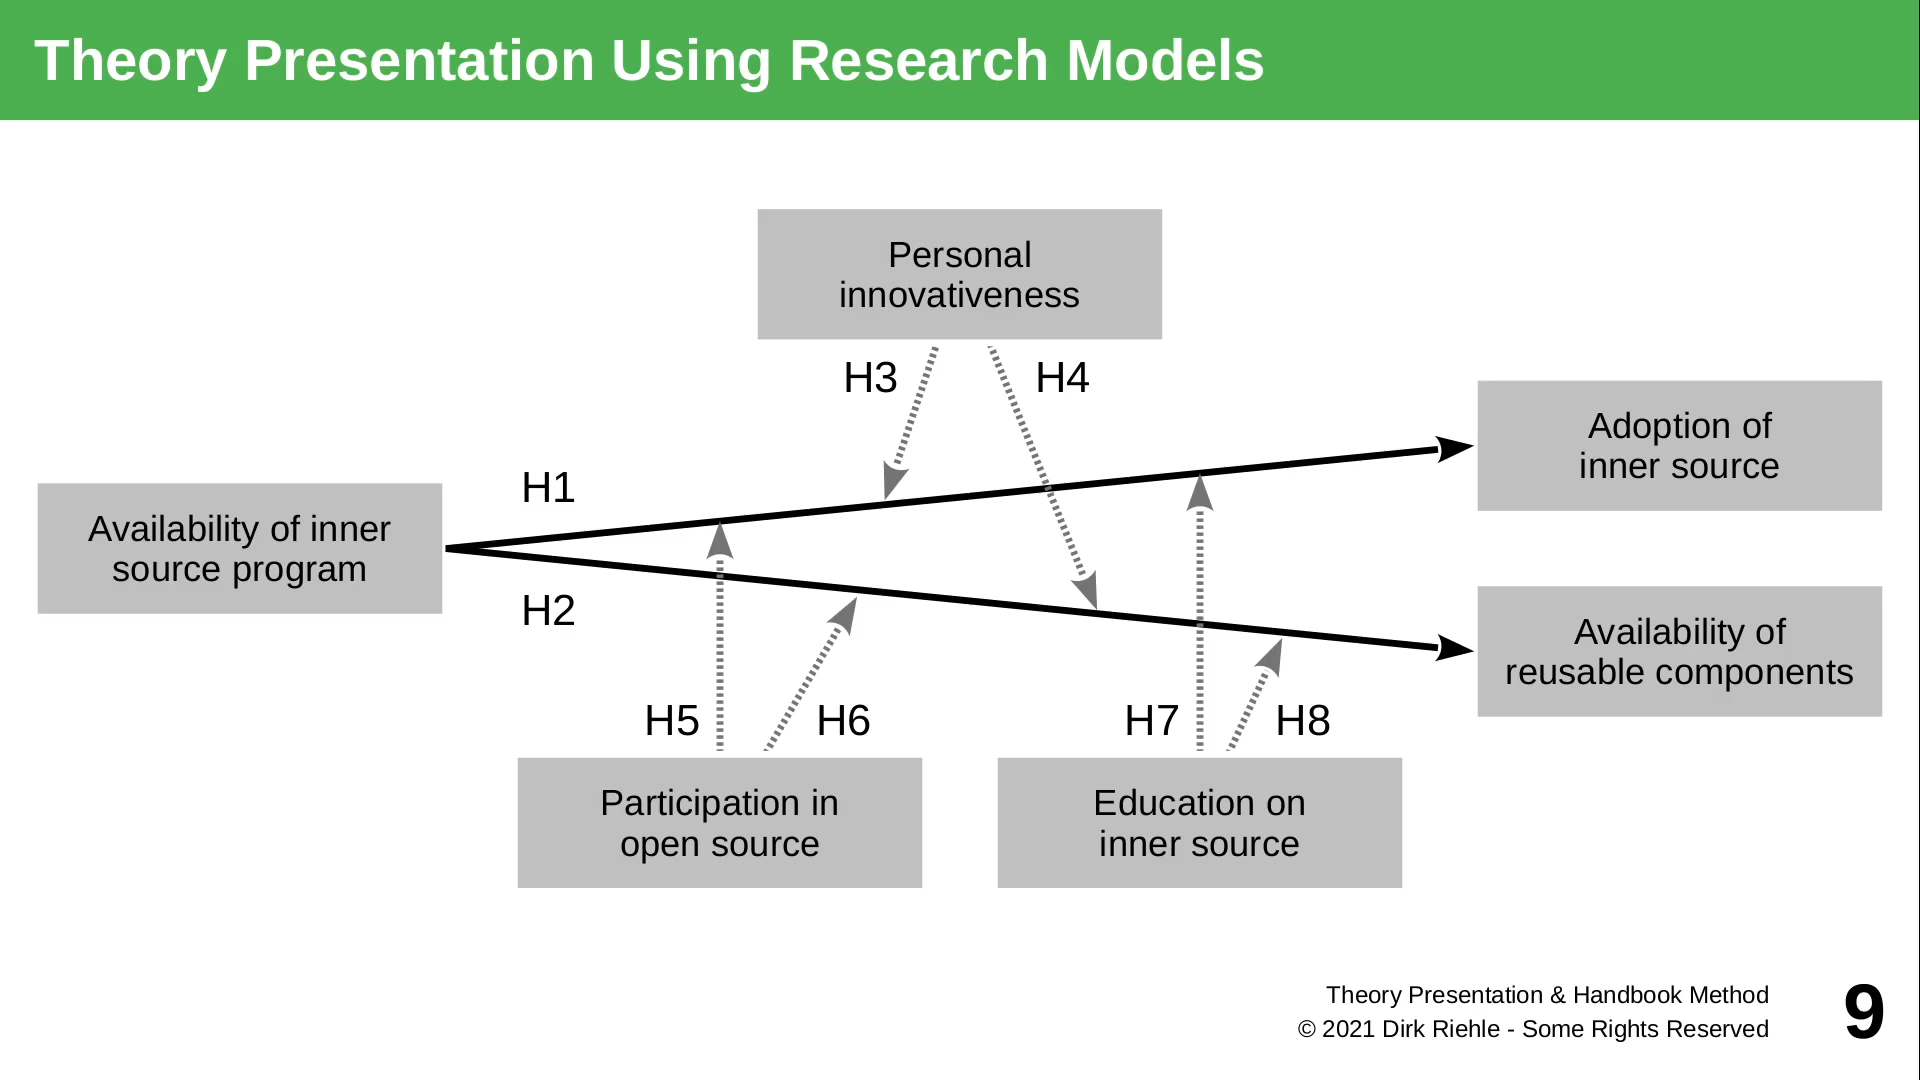 Theory Presentation Using Research Models
Personal
innovativeness
H3
H4
Adoption of
inner source
H1
Availability of inner
source program
H2
Availability of
reusable components
H5
H6
H7
H8
Participation in
open source
Education on
inner source
Theory Presentation & Handbook Method
© 2021 Dirk Riehle - Some Rights Reserved
9